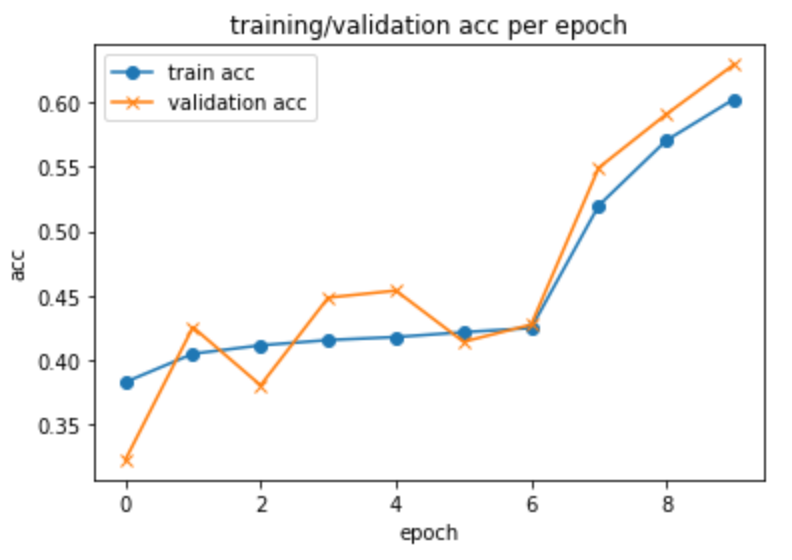 training/validation acc per epoch
train acc
validation acc
0.60
0.55
0.50
0.45
0.40
0.35
acc
0 2 4 6 8
epoch